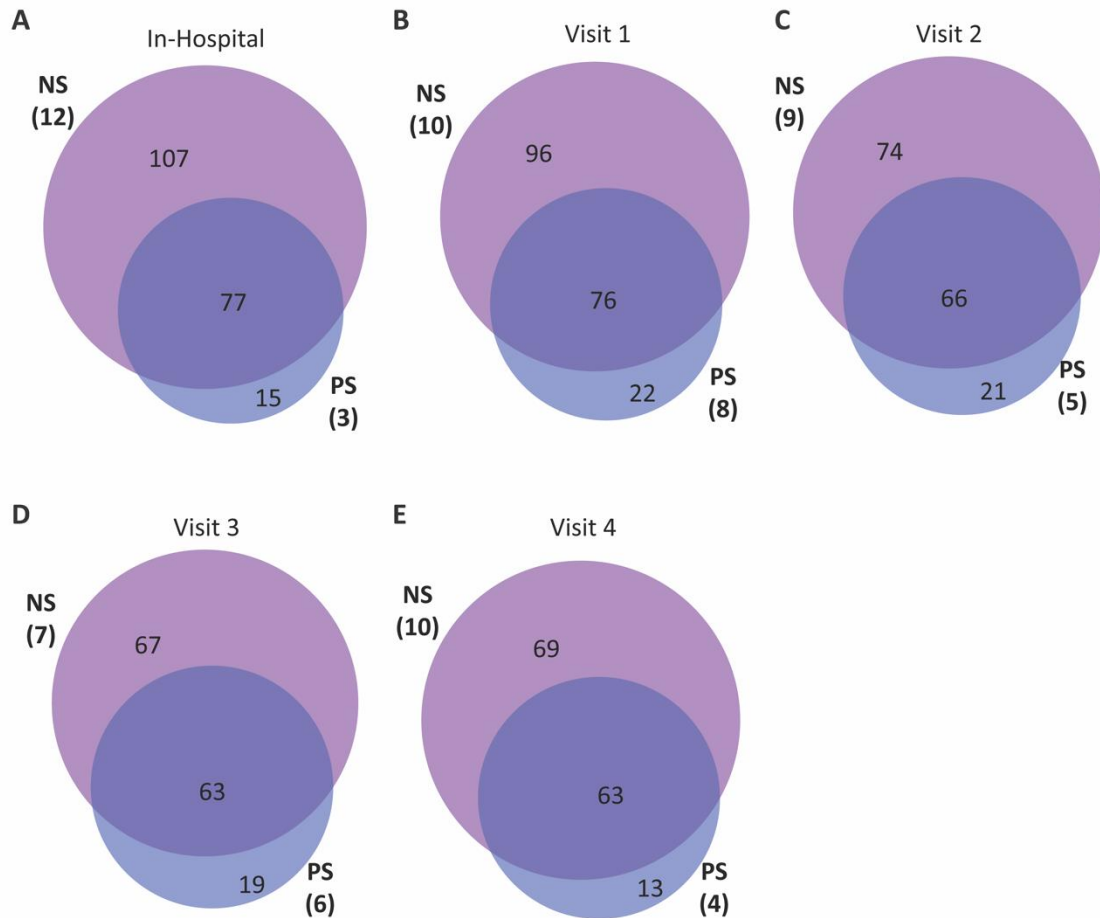 A
In-Hospital
NS
(12)
107
77
15
PS
(3)
B
Visit 1
NS
(10)
96
76
22
PS
(8)
C
Visit 2
NS
(9)
74
66
21
PS
(5)
D
Visit 3
NS
(7)
67
63
19
PS
(6)
E
Visit 4
NS
(10)
69
63
13
PS
(4)